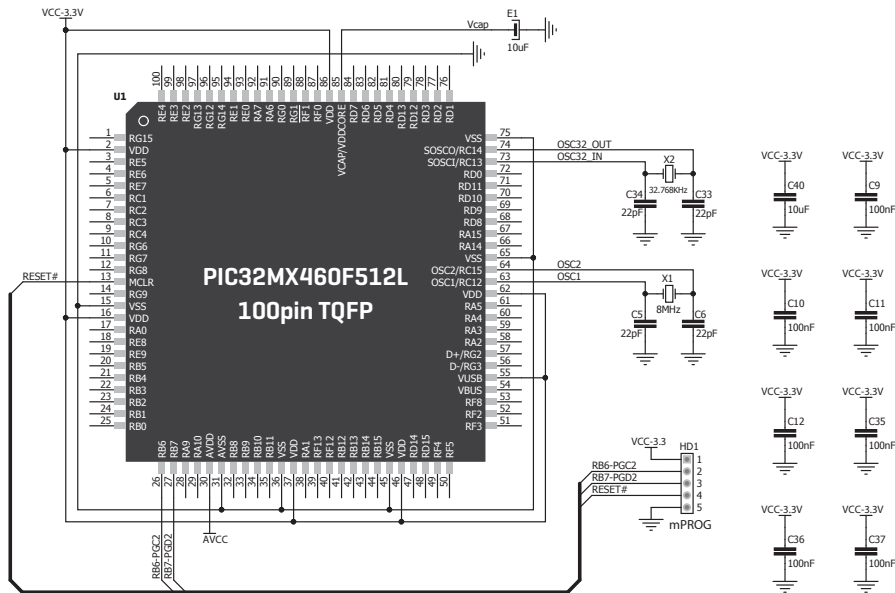 VCC-3.3V
Vcap
E1
10uF
U1
100 99 98 97 96 95 94 93 92 91 90 89 88 87 86 85 84 83 82 81 80 79 78 77 76
RE4 RE3 RE2 RG13 RG12 RG14 RE1 RE0 RA7 RA6 RG0 RG1 RF1 RF0 VDD VCAP/VDDCORE RD7 RD6 RD5 RD4 RD13 RD12 RD3 RD2 RD1
1 RG15
2 VDD
3 RE5
4 RE6
5 RE7
6 RC1
7 RC2
8 RC3
9 RC4
10 RG6
11 RG7
12 RG8
RESET# 13 MCLR
14 RG9
15 VSS
16 VDD
17 RA0
18 RE8
19 RE9
20 RB5
21 RB4
22 RB3
23 RB2
24 RB1
25 RB0
PIC32MX460F512L
100pin TQFP
VSS 75
SOSCO/RC14 74 OSC32_OUT
SOSCI/RC13 73 OSC32_IN
RD0 72
RD11 71
RD10 70
RD9 69
RD8 68
RA15 67
RA14 66
VSS 65
OSC2/RC15 64 OSC2
OSC1/RC12 63 OSC1
VDD 62
RA5 61
RA4 60
RA3 59
RA2 58
D+/RG2 57
D-/RG3 56
VUSB 55
VBUS 54
RF8 53
RF2 52
RF3 51
RB6 RB7 RA9 RA10 AVDD AVSS RB8 RB9 RB10 RB11 VSS VDD RA1 RF13 RF12 RB12 RB13 RB14 RB15 VSS VDD RD14 RD15 RF4 RF5
26 27 28 29 30 31 32 33 34 35 36 37 38 39 40 41 42 43 44 45 46 47 48 49 50
RB6-PGC2
RB7-PGD2
AVCC
X2
32.768KHz
C34
22pF
C33
22pF
X1
8MHz
C5
22pF
C6
22pF
VCC-3.3
HD1
RB6-PGC2 RB7-PGD2 RESET#
1
2
3
4
5
mPROG
VCC-3.3V
C40
10uF
VCC-3.3V
C9
100nF
VCC-3.3V
C10
100nF
VCC-3.3V
C11
100nF
VCC-3.3V
C12
100nF
VCC-3.3V
C35
100nF
VCC-3.3V
C36
100nF
VCC-3.3V
C37
100nF